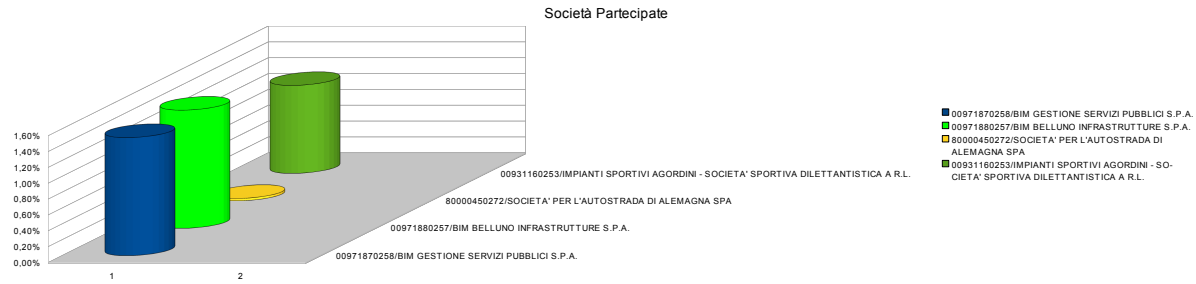 Società Partecipate
1,60%
1,40%
1,20%
1,00%
0,80%
0,60%
0,40%
0,20%
0,00%
1
2
00931160253/IMPIANTI SPORTIVI AGORDINI - SOCIETA' SPORTIVA DILETTANTISTICA A R.L.
80000450272/SOCIETA' PER L'AUTOSTRADA DI ALEMAGNA SPA
00971880257/BIM BELLUNO INFRASTRUTTURE S.P.A.
00971870258/BIM GESTIONE SERVIZI PUBBLICI S.P.A.
00971870258/BIM GESTIONE SERVIZI PUBBLICI S.P.A.
00971880257/BIM BELLUNO INFRASTRUTTURE S.P.A.
80000450272/SOCIETA' PER L'AUTOSTRADA DI
ALEMAGNA SPA
00931160253/IMPIANTI SPORTIVI AGORDINI - SO-
CIETA' SPORTIVA DILETTANTISTICA A R.L.